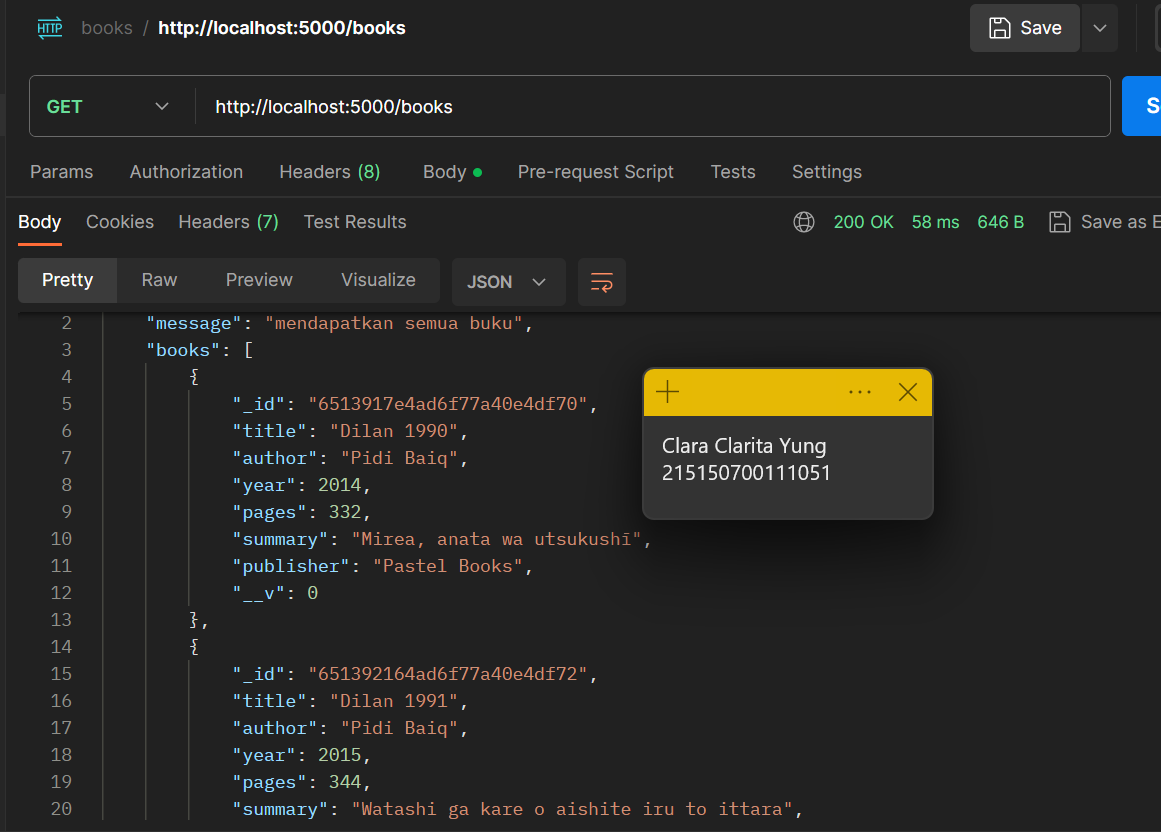 HTTP books / http://localhost:5000/books Save
GET http://localhost:5000/books S
Params Authorization Headers (8) Body Pre-request Script Tests Settings
Body Cookies Headers (7) Test Results 200 OK 58 ms 646 B Save as E
Pretty Raw Preview Visualize JSON
2 "message": "mendapatkan semua buku",
3 "books": [
4 {
5 "_id": "6513917e4ad6f77a40e4df70",
6 "title": "Dilan 1990",
7 "author": "Pidi Baiq",
8 "year": 2014,
9 "pages": 332,
10 "summary": "Mirea, anata wa utsukushī",
11 "publisher": "Pastel Books",
12 "__v": 0
13 },
14 {
15 "_id": "651392164ad6f77a40e4df72",
16 "title": "Dilan 1991",
17 "author": "Pidi Baiq",
18 "year": 2015,
19 "pages": 344,
20 "summary": "Watashi ga kare o aishite iru to ittara",
Clara Clarita Yung
215150700111051